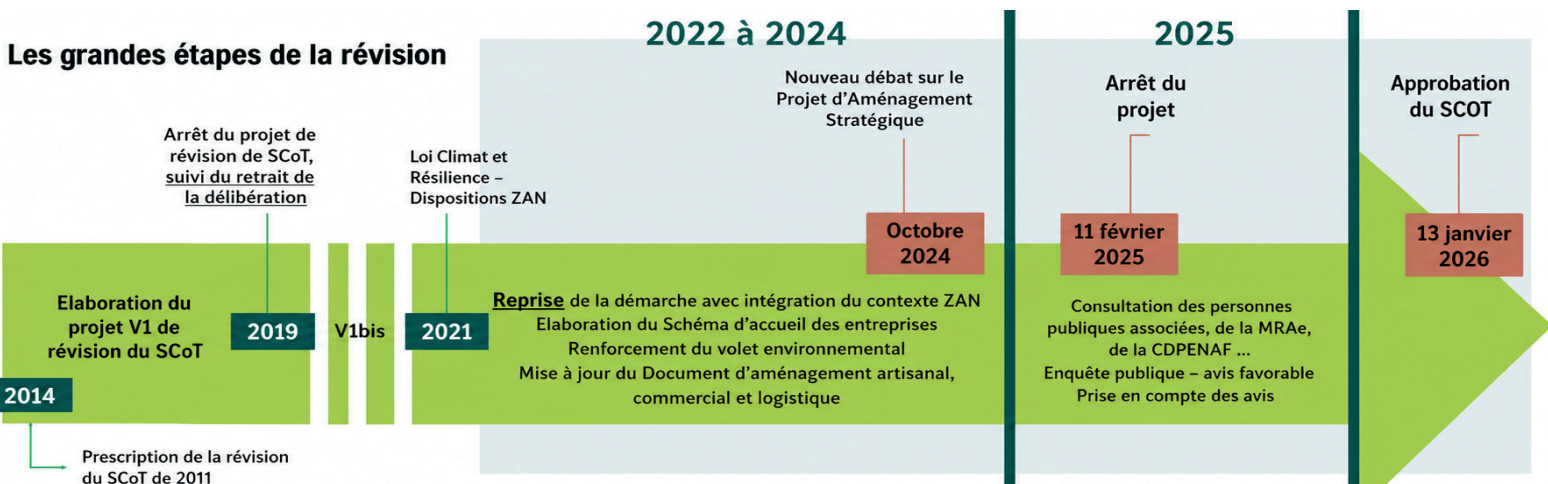 Les grandes étapes de la révision
2022 à 2024
2025
Arrêt du projet de
révision de SCoT,
suivi du retrait de
la délibération
Loi Climat et
Résilience –
Dispositions ZAN
Nouveau débat sur le
Projet d'Aménagement
Stratégique
Arrêt du
projet
Approbation
du SCOT
Elaboration du
projet V1 de
révision du SCoT
2014
Prescription de la révision
du SCoT de 2011
2019
V1bis
2021
Octobre
2024
Reprise de la démarche avec intégration du contexte ZAN
Elaboration du Schéma d'accueil des entreprises
Renforcement du volet environnemental
Mise à jour du Document d'aménagement artisanal,
commercial et logistique
11 février
2025
Consultation des personnes
publiques associées, de la MRAe,
de la CDPENAF ...
Enquête publique – avis favorable
Prise en compte des avis
13 janvier
2026